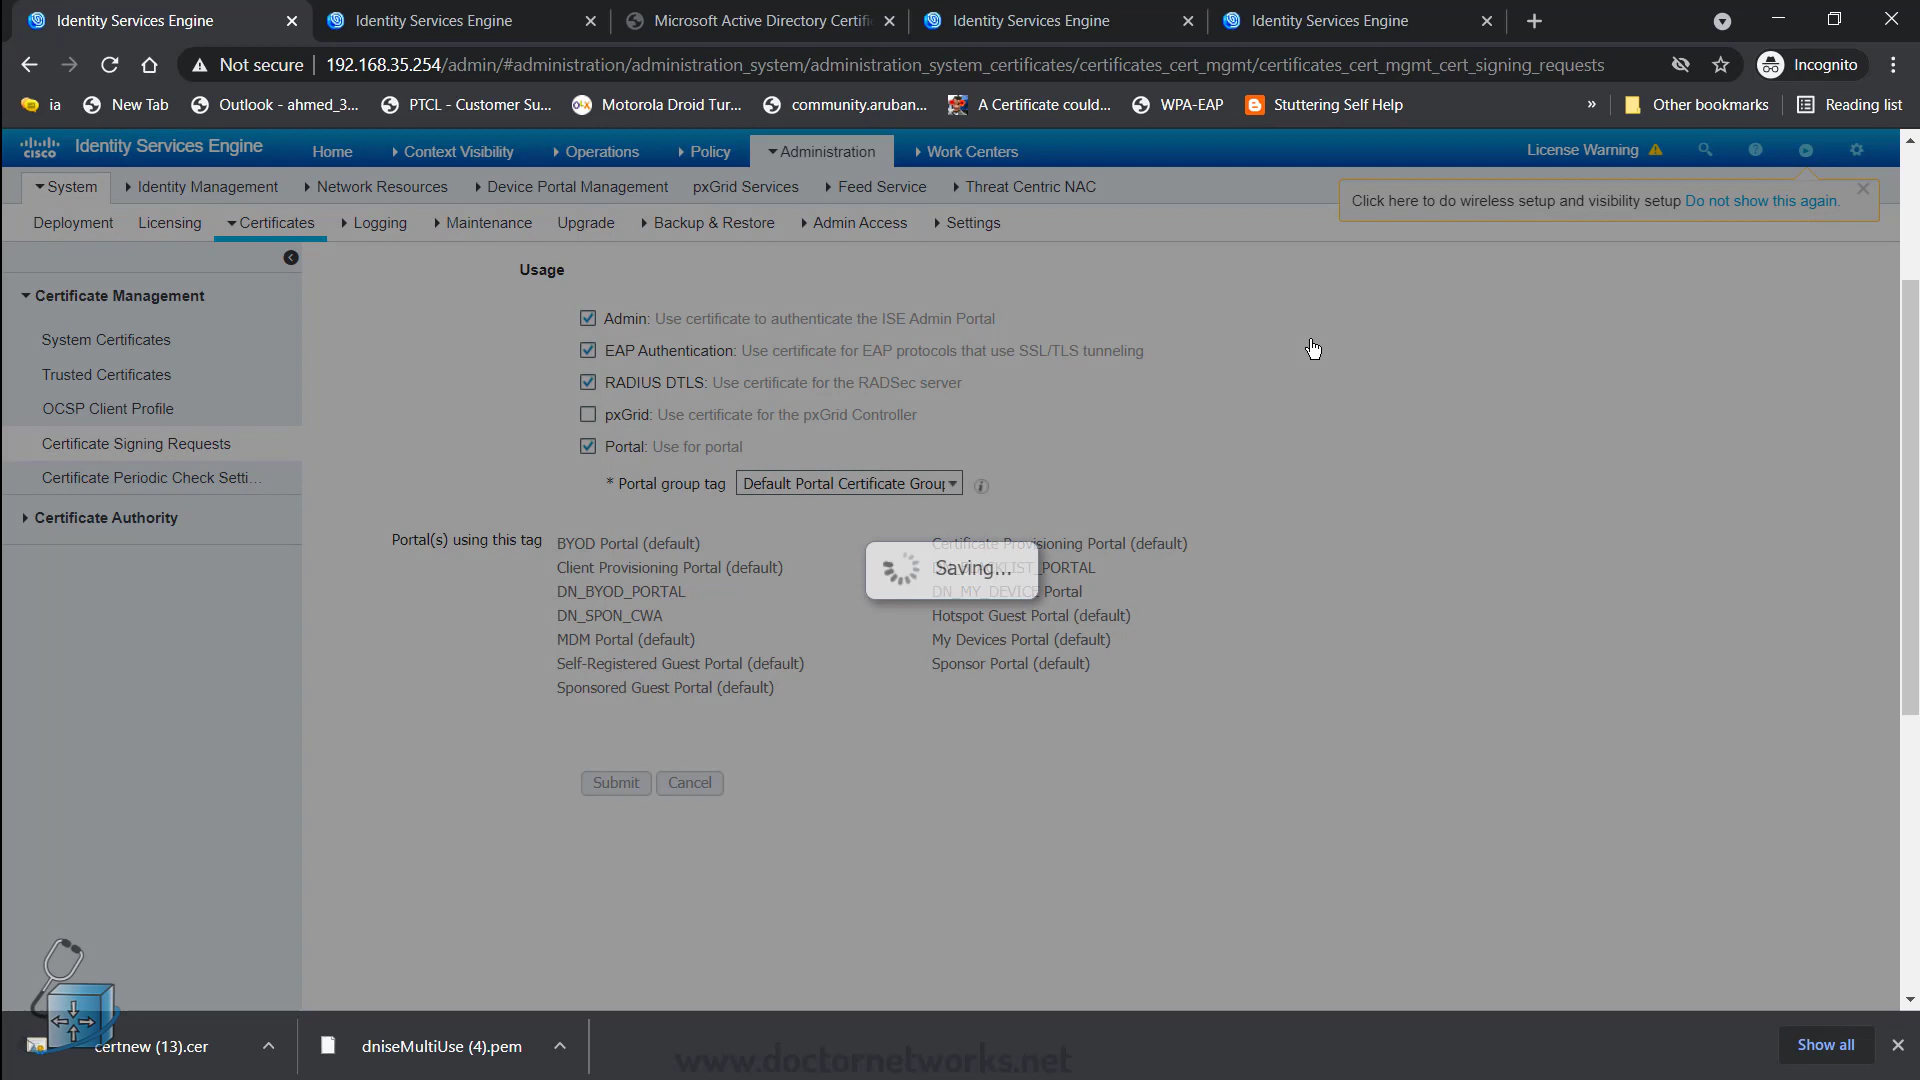 Identity Services Engine
Identity Services Engine
Microsoft Active Directory Certifi
Identity Services Engine
Identity Services Engine
Not secure
192.168.35.254/admin/#administration/administration_system/administration_system_certificates/certificates_cert_mgmt/certificates_cert_mgmt_cert_signing_requests
Incognito
ia
New Tab
Outlook - ahmed_3...
PTCL - Customer Su...
OLX
Motorola Droid Tur...
community.aruban...
A Certificate could...
WPA-EAP
Stuttering Self Help
»
Other bookmarks
Reading list
cisco
Identity Services Engine
Home
Context Visibility
Operations
Policy
Administration
Work Centers
License Warning
System
Identity Management
Network Resources
Device Portal Management
pxGrid Services
Feed Service
Threat Centric NAC
Click here to do wireless setup and visibility setup Do not show this again.
Deployment
Licensing
Certificates
Logging
Maintenance
Upgrade
Backup & Restore
Admin Access
Settings
Certificate Management
System Certificates
Trusted Certificates
OCSP Client Profile
Certificate Signing Requests
Certificate Periodic Check Setti...
Certificate Authority
Usage
Admin: Use certificate to authenticate the ISE Admin Portal
EAP Authentication: Use certificate for EAP protocols that use SSL/TLS tunneling
RADIUS DTLS: Use certificate for the RADSec server
pxGrid: Use certificate for the pxGrid Controller
Portal: Use for portal
* Portal group tag
Default Portal Certificate Group
Portal(s) using this tag
BYOD Portal (default)
Certificate Provisioning Portal (default)
Client Provisioning Portal (default)
LIST_PORTAL
DN_BYOD_PORTAL
DN_MY_DEVICE Portal
DN_SPON_CWA
Hotspot Guest Portal (default)
MDM Portal (default)
My Devices Portal (default)
Self-Registered Guest Portal (default)
Sponsor Portal (default)
Sponsored Guest Portal (default)
Saving...
Submit
Cancel
certnew (13).cer
dniseMultiUse (4).pem
www.doctornetworks.net
Show all